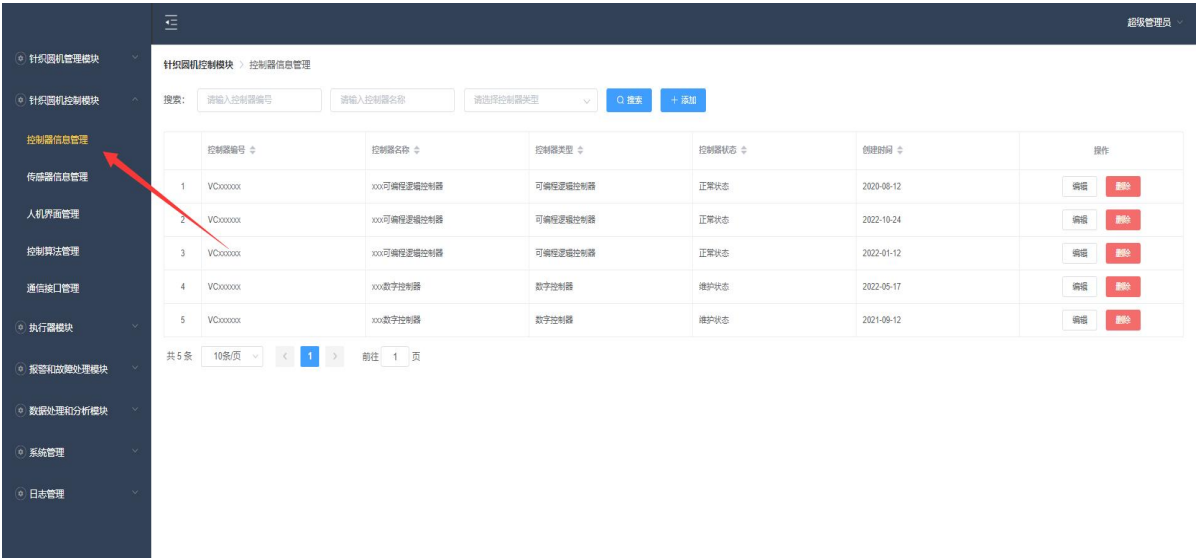 超级管理员
针织圆机管理模块
针织圆机控制模块
控制器信息管理
传感器信息管理
人机界面管理
控制算法管理
通信接口管理
执行器模块
报警和故障处理模块
数据处理和分析模块
系统管理
日志管理
针织圆机控制模块 > 控制器信息管理
搜索: 请输入控制器编号 请输入控制器名称 请选择控制器类型 搜索 + 添加
控制器编号 控制器名称 控制器类型 控制器状态 创建时间 操作
1 VCxxxxxx xxx可编程逻辑控制器 可编程逻辑控制器 正常状态 2020-08-12 编辑 删除
2 VCxxxxxx xxx可编程逻辑控制器 可编程逻辑控制器 正常状态 2022-10-24 编辑 删除
3 VCxxxxxx xxx可编程逻辑控制器 可编程逻辑控制器 正常状态 2022-01-12 编辑 删除
4 VCxxxxxx xxx数字控制器 数字控制器 维护状态 2022-05-17 编辑 删除
5 VCxxxxxx xxx数字控制器 数字控制器 维护状态 2021-09-12 编辑 删除
共 5 条 10条/页 < 1 > 前往 1 页